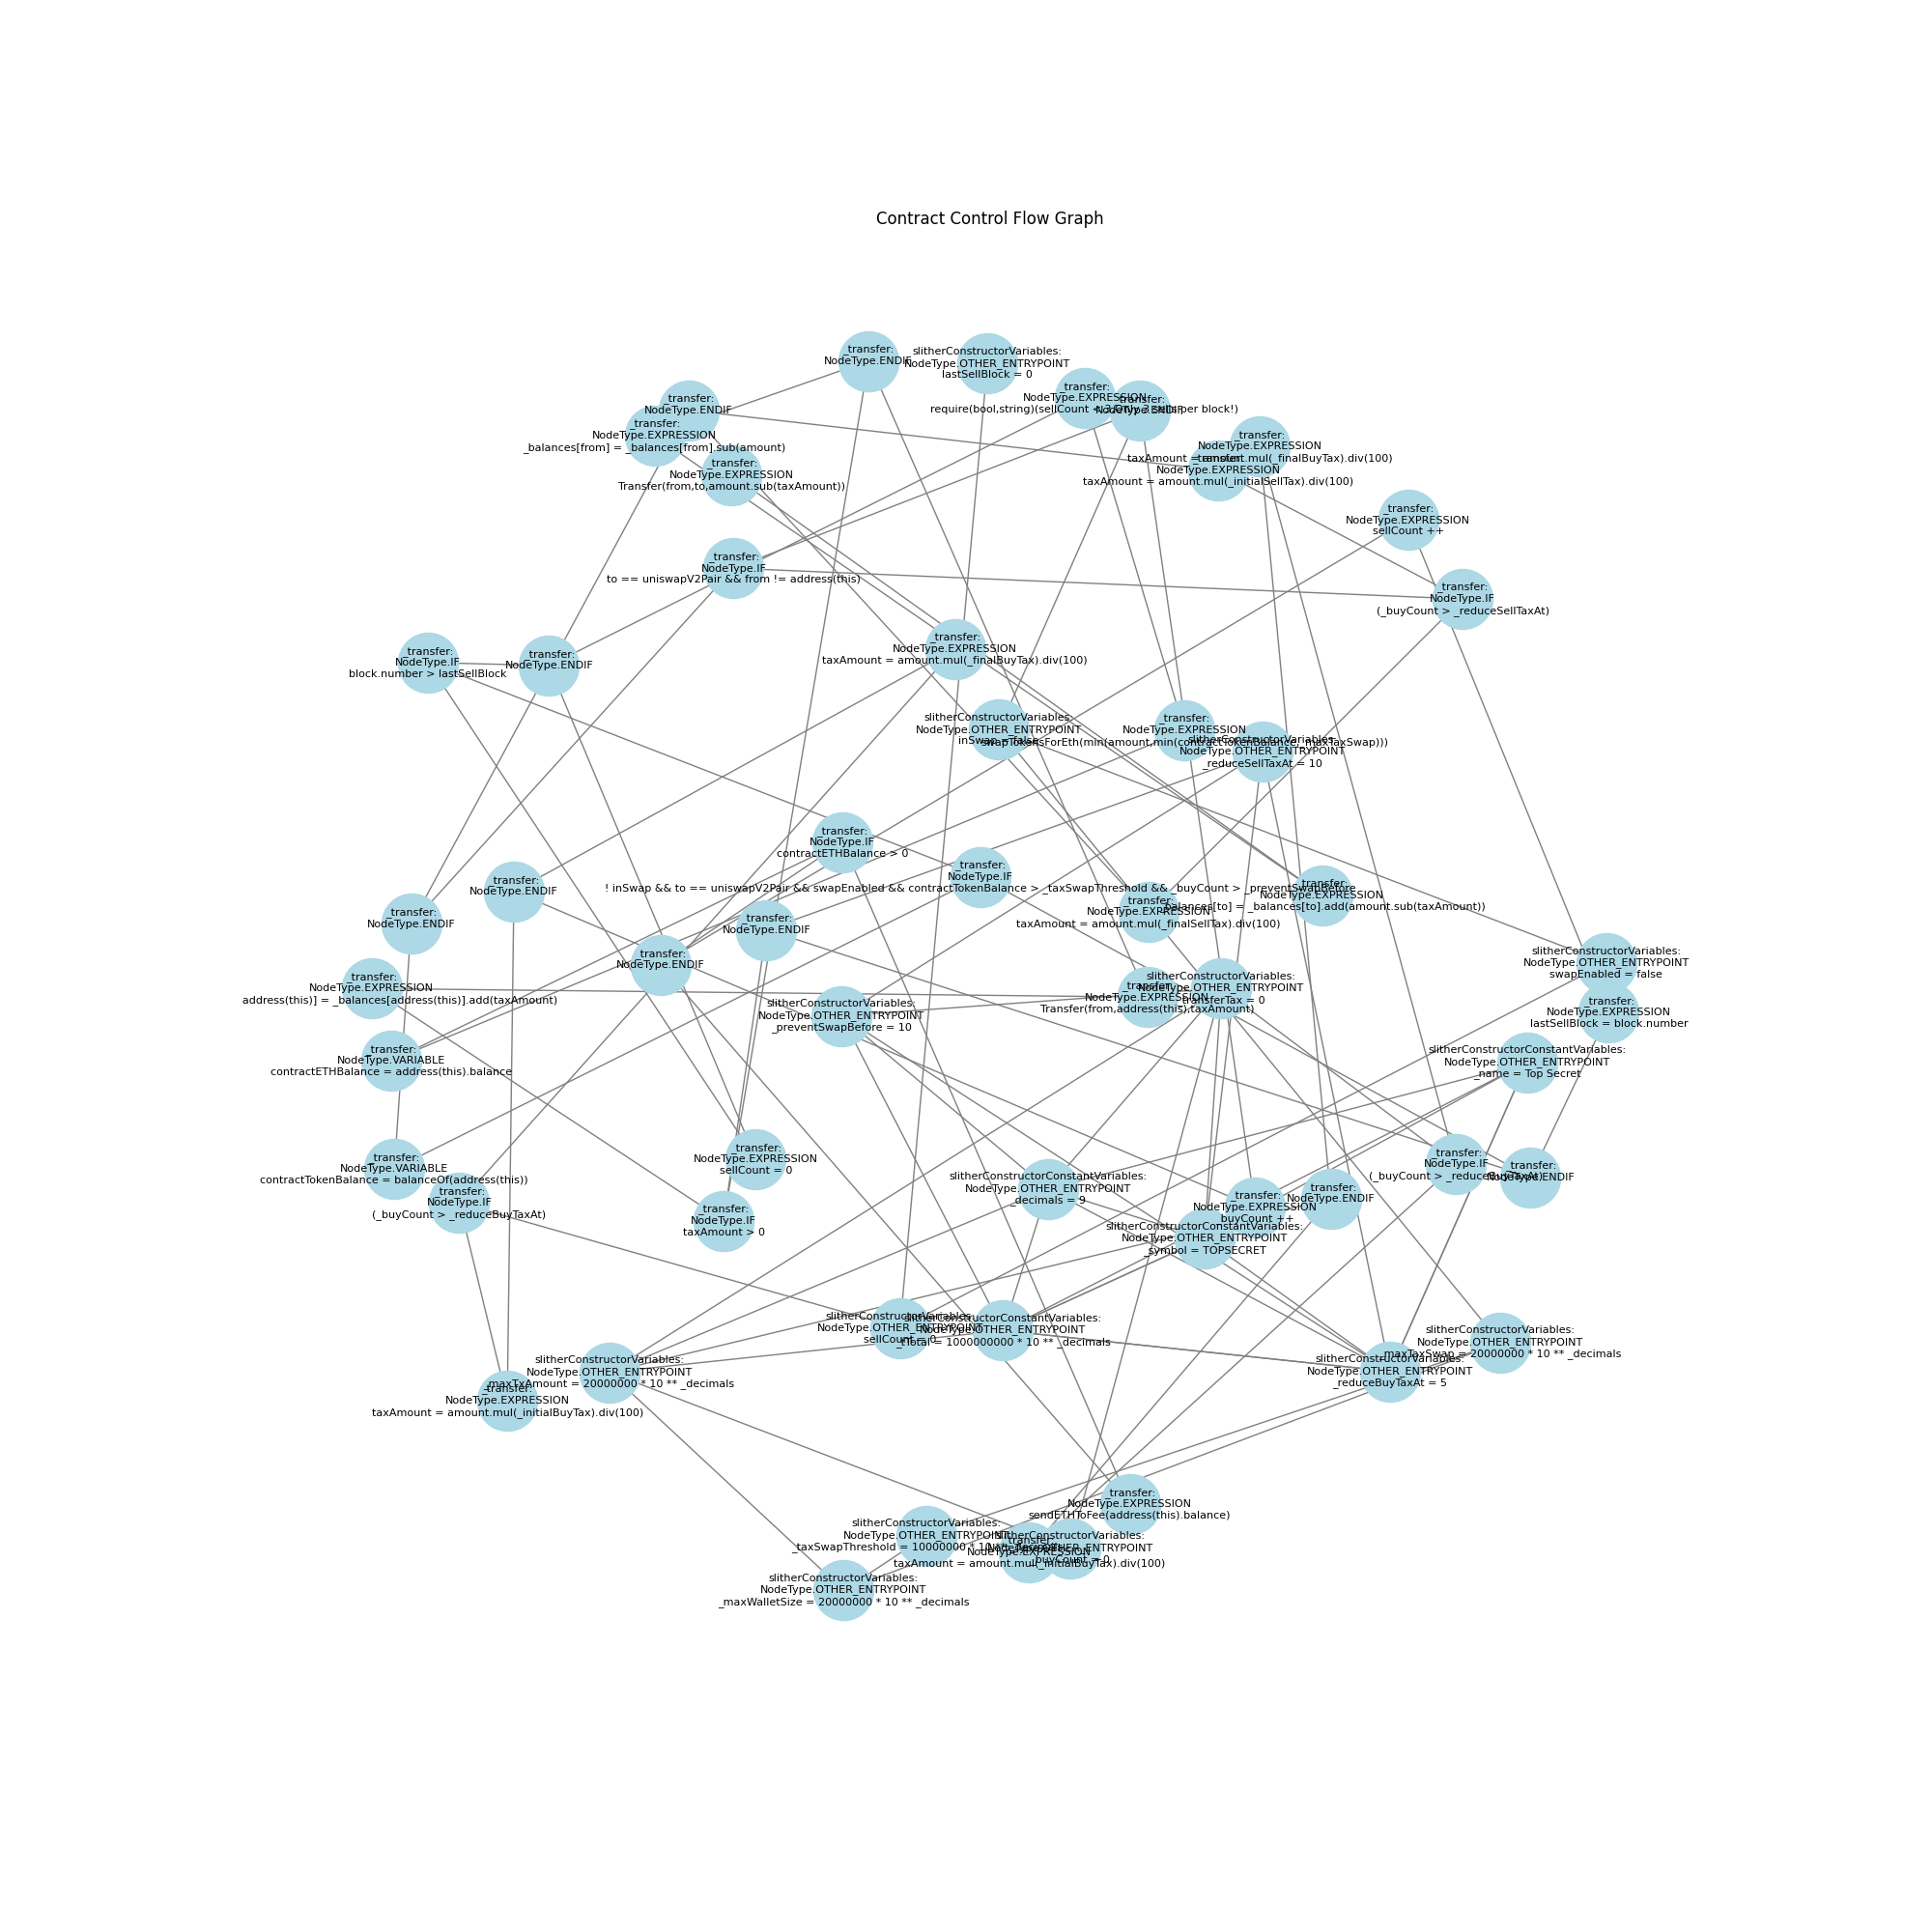 Contract Control Flow Graph
_transfer:
NodeType.ENDIF
slitherConstructorVariables:
NodeType.OTHER_ENTRYPOINT
lastSellBlock = 0
_transfer:
NodeType.ENDIF
_transfer:
NodeType.EXPRESSION
_balances[from] = _balances[from].sub(amount)
_transfer:
NodeType.EXPRESSION
Transfer(from,to,amount.sub(taxAmount))
_transfer:
NodeType.EXPRESSION
_transfer:
NodeType.ENDIF
_transfer:
NodeType.EXPRESSION
taxAmount = amount.mul(_finalBuyTax).div(100)
_transfer:
NodeType.EXPRESSION
taxAmount = amount.mul(_initialSellTax).div(100)
_transfer:
NodeType.EXPRESSION
sellCount ++
_transfer:
NodeType.IF
to == uniswapV2Pair && from != address(this)
_transfer:
NodeType.IF
(_buyCount > _reduceSellTaxAt)
_transfer:
NodeType.IF
block.number > lastSellBlock
_transfer:
NodeType.ENDIF
_transfer:
NodeType.EXPRESSION
taxAmount = amount.mul(_finalBuyTax).div(100)
slitherConstructorVariables:
NodeType.OTHER_ENTRYPOINT
inSwap = false
_transfer:
NodeType.EXPRESSION
swapTokensForEth(min(amount,min(contractTokenBalance,_maxTaxSwap)))
slitherConstructorVariables:
NodeType.OTHER_ENTRYPOINT
_reduceSellTaxAt = 10
_transfer:
NodeType.IF
contractETHBalance > 0
_transfer:
NodeType.IF
! inSwap && to == uniswapV2Pair && swapEnabled && contractTokenBalance > _taxSwapThreshold && _buyCount > _preventSwapBefore
_transfer:
NodeType.ENDIF
_transfer:
NodeType.EXPRESSION
_balances[to] = _balances[to].add(amount.sub(taxAmount))
_transfer:
NodeType.EXPRESSION
taxAmount = amount.mul(_finalSellTax).div(100)
_transfer:
NodeType.ENDIF
_transfer:
NodeType.ENDIF
_transfer:
NodeType.ENDIF
_transfer:
NodeType.EXPRESSION
address(this)] = _balances[address(this)].add(taxAmount)
slitherConstructorVariables:
NodeType.OTHER_ENTRYPOINT
_preventSwapBefore = 10
_transfer:
NodeType.EXPRESSION
Transfer(from,address(this),taxAmount)
slitherConstructorVariables:
NodeType.OTHER_ENTRYPOINT
_transferTax = 0
slitherConstructorVariables:
NodeType.OTHER_ENTRYPOINT
swapEnabled = false
_transfer:
NodeType.EXPRESSION
lastSellBlock = block.number
_transfer:
NodeType.VARIABLE
contractETHBalance = address(this).balance
slitherConstructorConstantVariables:
NodeType.OTHER_ENTRYPOINT
_name = Top Secret
_transfer:
NodeType.VARIABLE
contractTokenBalance = balanceOf(address(this))
_transfer:
NodeType.IF
(_buyCount > _reduceBuyTaxAt)
_transfer:
NodeType.EXPRESSION
sellCount = 0
_transfer:
NodeType.IF
taxAmount > 0
slitherConstructorConstantVariables:
NodeType.OTHER_ENTRYPOINT
_decimals = 9
_transfer:
NodeType.EXPRESSION
_buyCount ++
_transfer:
NodeType.ENDIF
_transfer:
NodeType.IF
(_buyCount > _reduceBuyTaxAt)
_transfer:
NodeType.ENDIF
slitherConstructorConstantVariables:
NodeType.OTHER_ENTRYPOINT
_symbol = TOPSECRET
slitherConstructorVariables:
NodeType.OTHER_ENTRYPOINT
sellCount = 0
slitherConstructorConstantVariables:
NodeType.OTHER_ENTRYPOINT
_tTotal = 1000000000 * 10 ** _decimals
slitherConstructorVariables:
NodeType.OTHER_ENTRYPOINT
_maxTaxSwap = 20000000 * 10 ** _decimals
slitherConstructorVariables:
NodeType.OTHER_ENTRYPOINT
_reduceBuyTaxAt = 5
slitherConstructorVariables:
NodeType.OTHER_ENTRYPOINT
_maxTxAmount = 20000000 * 10 ** _decimals
_transfer:
NodeType.EXPRESSION
taxAmount = amount.mul(_initialBuyTax).div(100)
_transfer:
NodeType.EXPRESSION
sendETHToFee(address(this).balance)
slitherConstructorVariables:
NodeType.OTHER_ENTRYPOINT
_taxSwapThreshold = 10000000 * 10 ** _decimals
slitherConstructorVariables:
NodeType.OTHER_ENTRYPOINT
_buyCount = 0
_transfer:
NodeType.EXPRESSION
taxAmount = amount.mul(_initialBuyTax).div(100)
slitherConstructorVariables:
NodeType.OTHER_ENTRYPOINT
_maxWalletSize = 20000000 * 10 ** _decimals